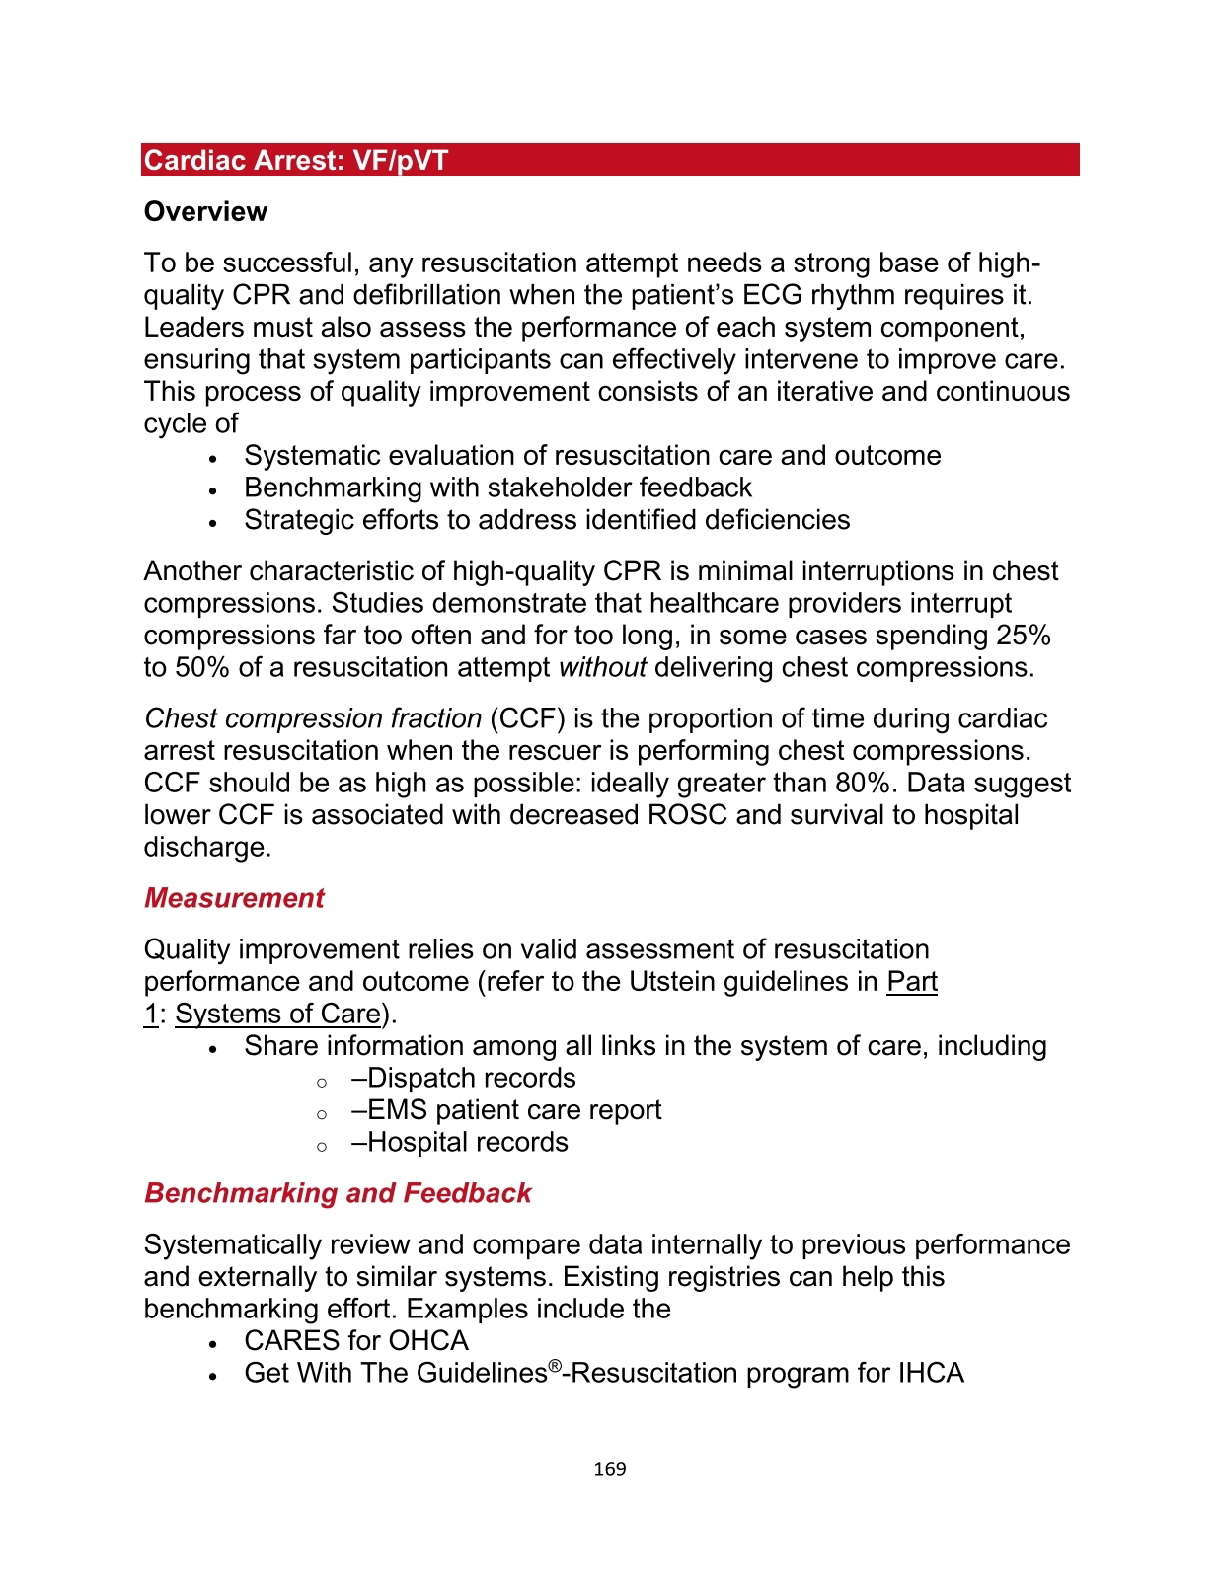 Cardiac Arrest: VF/pVT
Overview
To be successful, any resuscitation attempt needs a strong base of high-
quality CPR and defibrillation when the patient’s ECG rhythm requires it.
Leaders must also assess the performance of each system component,
ensuring that system participants can effectively intervene to improve care.
This process of quality improvement consists of an iterative and continuous
cycle of
• Systematic evaluation of resuscitation care and outcome
• Benchmarking with stakeholder feedback
• Strategic efforts to address identified deficiencies
Another characteristic of high-quality CPR is minimal interruptions in chest
compressions. Studies demonstrate that healthcare providers interrupt
compressions far too often and for too long, in some cases spending 25%
to 50% of a resuscitation attempt without delivering chest compressions.
Chest compression fraction (CCF) is the proportion of time during cardiac
arrest resuscitation when the rescuer is performing chest compressions.
CCF should be as high as possible: ideally greater than 80%. Data suggest
lower CCF is associated with decreased ROSC and survival to hospital
discharge.
Measurement
Quality improvement relies on valid assessment of resuscitation
performance and outcome (refer to the Utstein guidelines in Part
1: Systems of Care).
• Share information among all links in the system of care, including
○ –Dispatch records
○ –EMS patient care report
○ –Hospital records
Benchmarking and Feedback
Systematically review and compare data internally to previous performance
and externally to similar systems. Existing registries can help this
benchmarking effort. Examples include the
• CARES for OHCA
• Get With The Guidelines®-Resuscitation program for IHCA
169